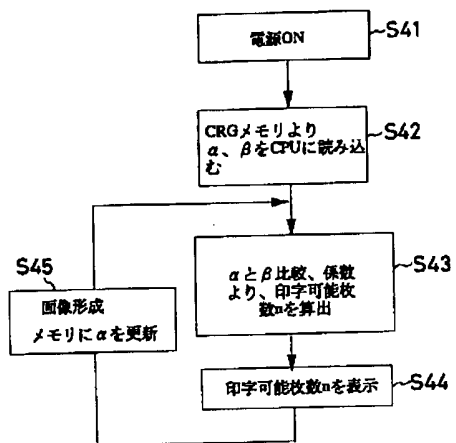 電源ON
S41
CRGメモリより
α、βをCPUに読み込
む
S42
αとβ比較、係数
より、印字可能枚
数nを算出
S43
印字可能枚数nを表示
S44
S45
画像形成
メモリにαを更新